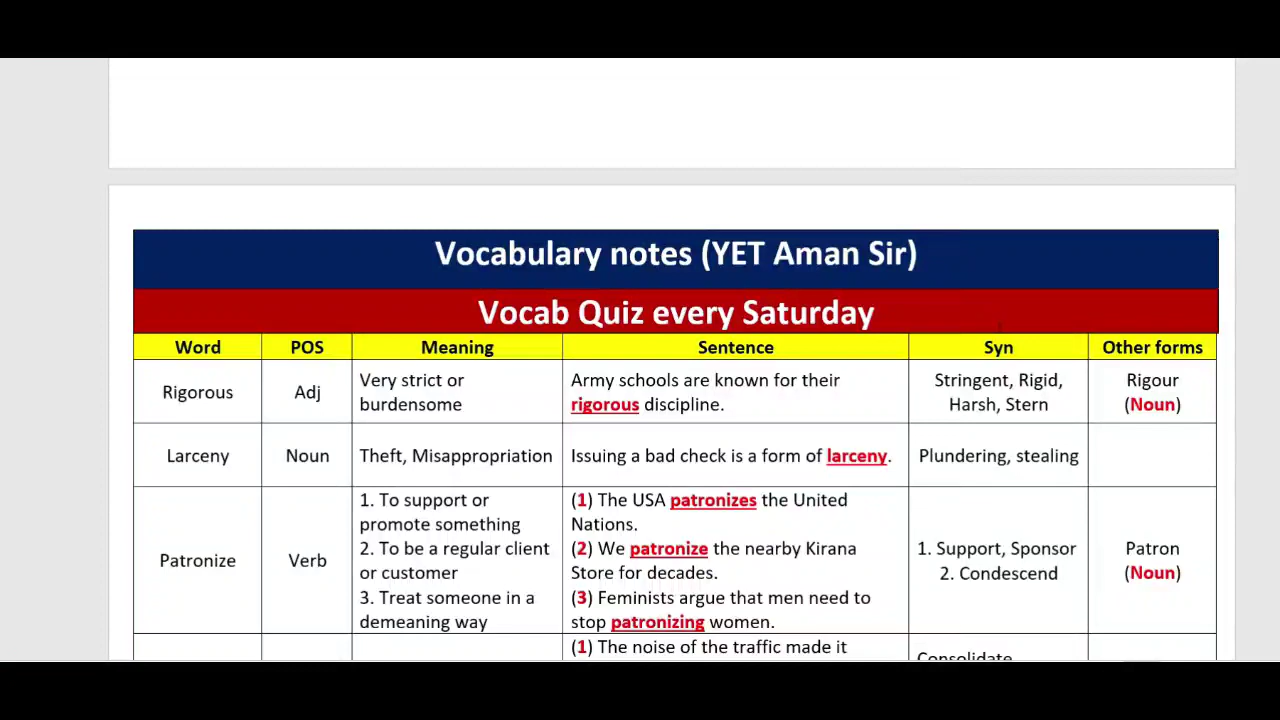 Vocabulary notes (YET Aman Sir)
Vocab Quiz every Saturday
Word POS Meaning Sentence Syn Other forms
Rigorous
Adj
Very strict or
burdensome
Army schools are known for their
rigorous discipline.
Stringent, Rigid,
Harsh, Stern
Rigour
(Noun)
Larceny
Noun
Theft, Misappropriation
Issuing a bad check is a form of larceny.
Plundering, stealing
Patronize
Verb
1. To support or
promote something
2. To be a regular client
or customer
3. Treat someone in a
demeaning way
(1) The USA patronizes the United
Nations.
(2) We patronize the nearby Kirana
Store for decades.
(3) Feminists argue that men need to
stop patronizing women.
1. Support, Sponsor
2. Condescend
Patron
(Noun)
(1) The noise of the traffic made it
Consolidate